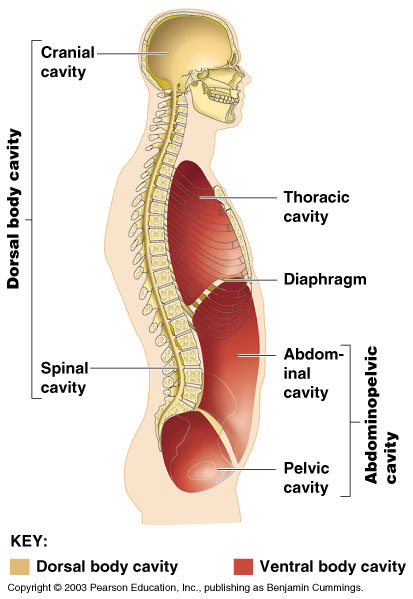 Cranial
cavity
Dorsal body cavity
Thoracic
cavity
Diaphragm
Spinal
cavity
Abdom-
inal
cavity
Abdominopelvic
cavity
Pelvic
cavity
KEY:
Dorsal body cavity
Ventral body cavity
Copyright © 2003 Pearson Education, Inc., publishing as Benjamin Cummings.